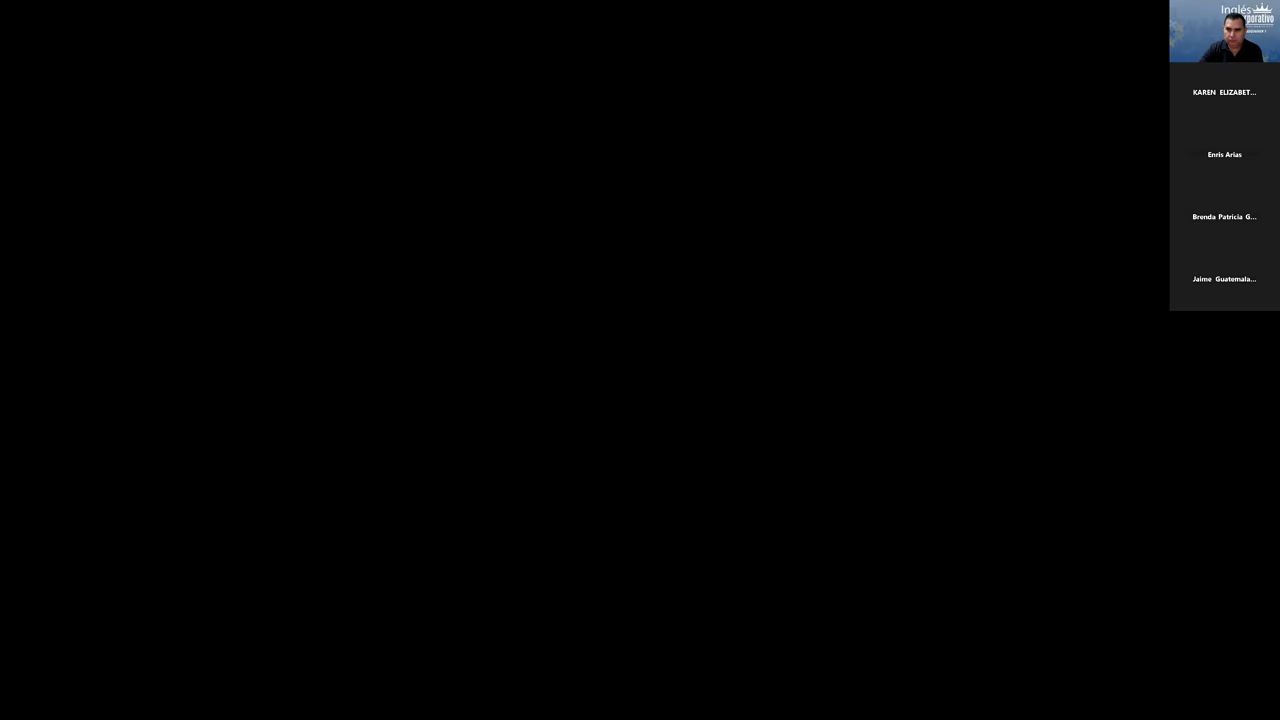 Inglés
porativo
KAREN ELIZABET...
Enris Arias
Brenda Patricia G...
Jaime Guatemala...